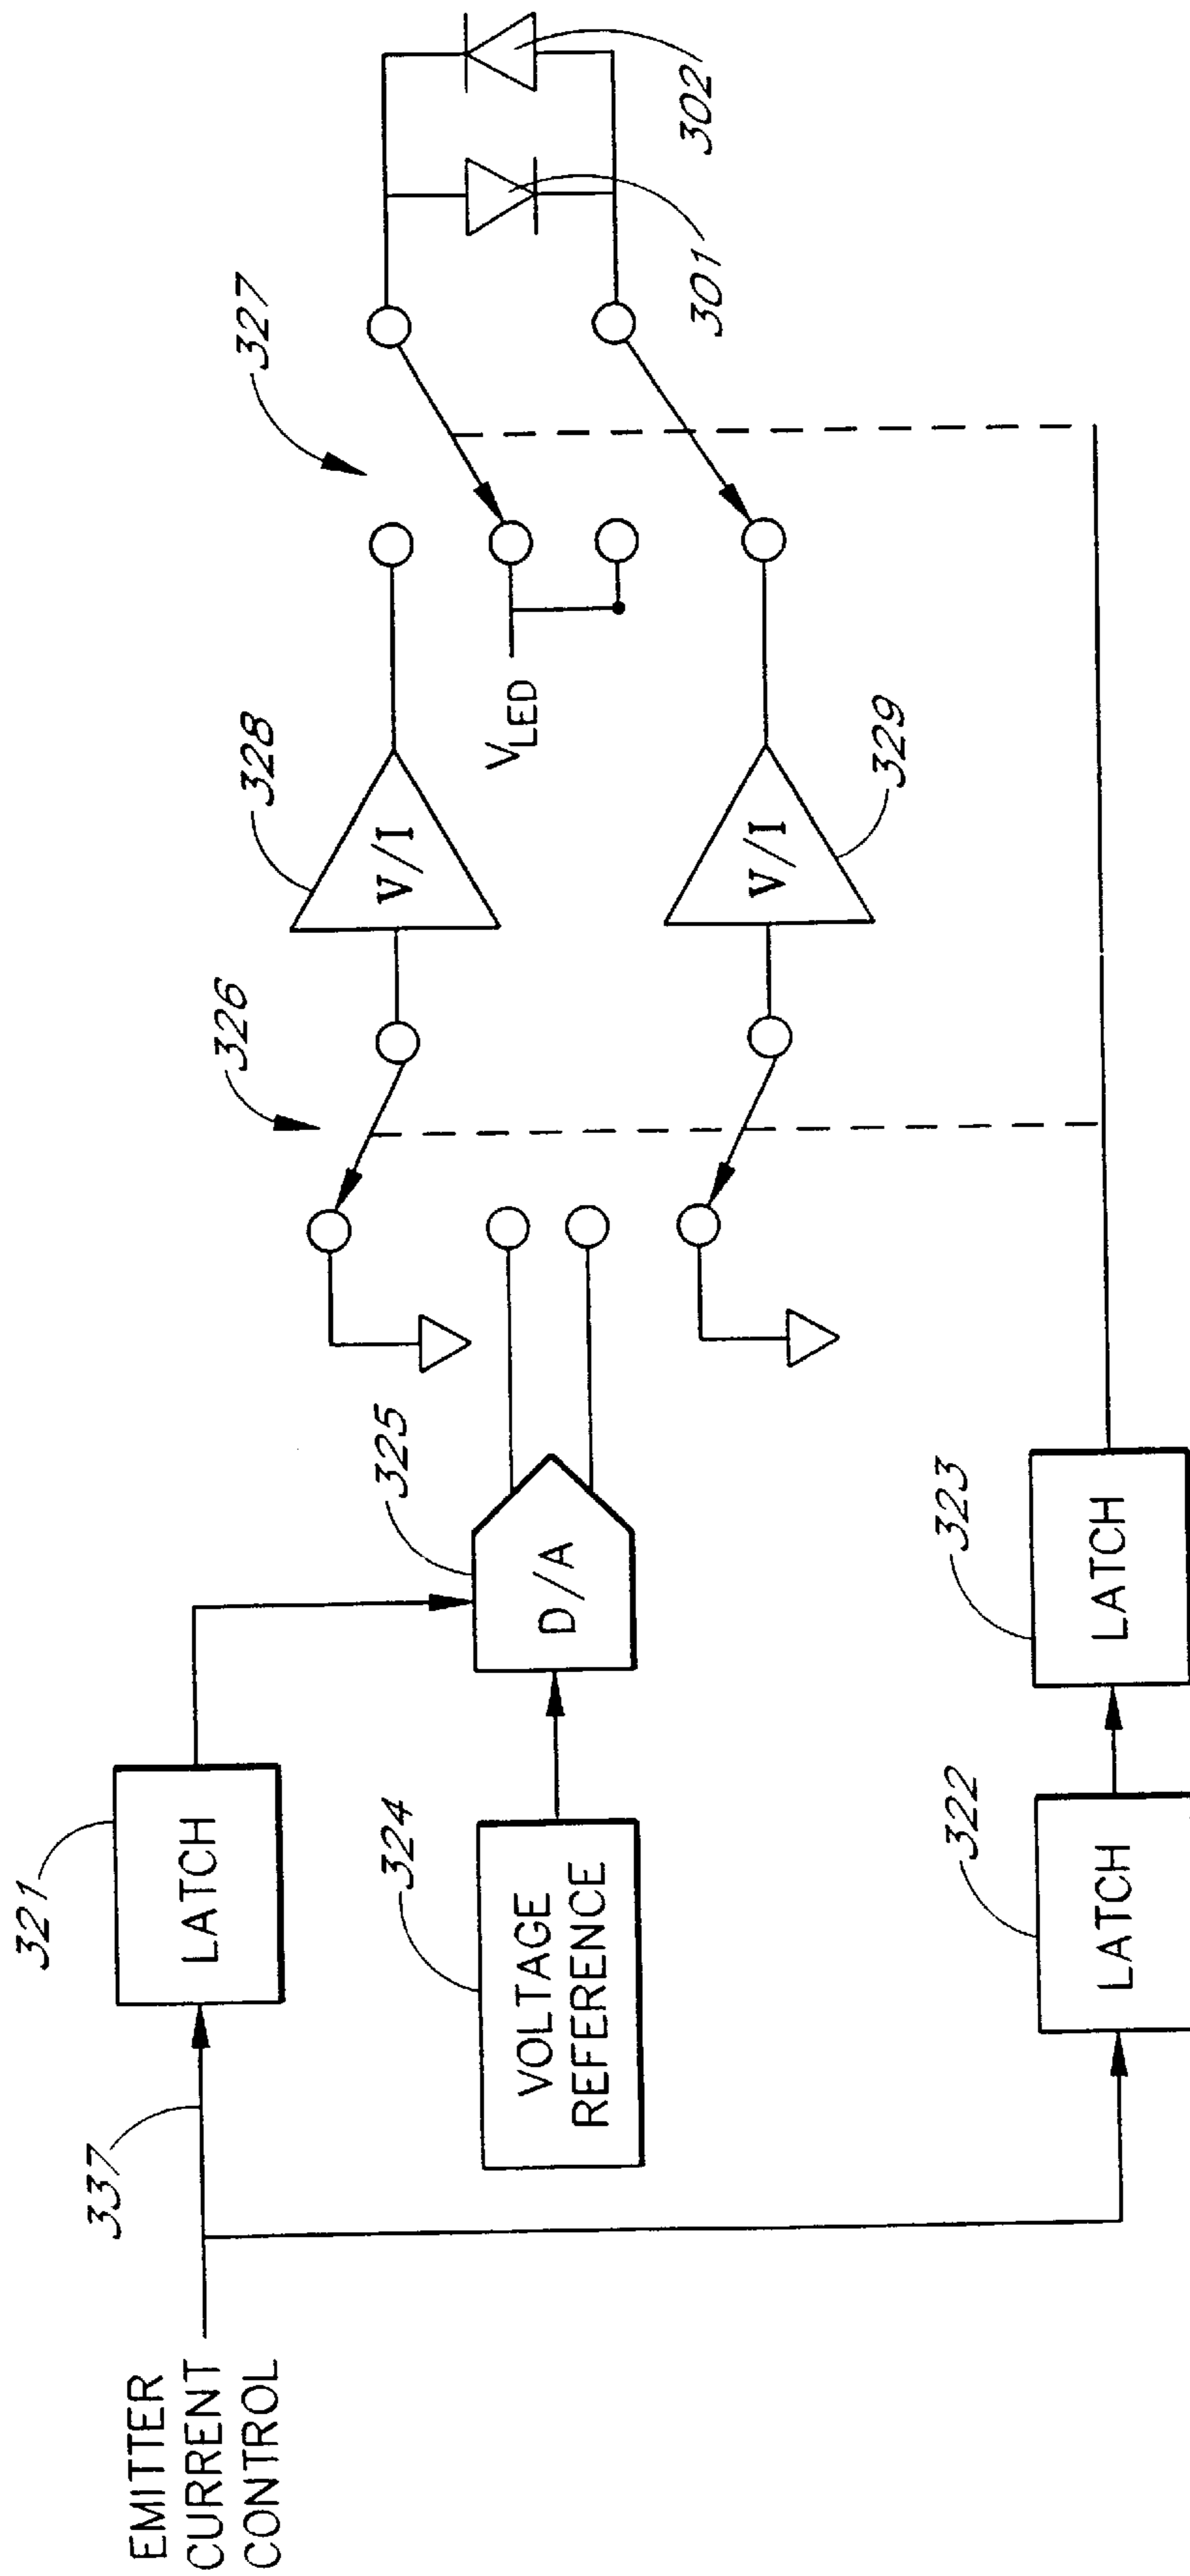 EMITTER
CURRENT
CONTROL
337
321
LATCH
324
VOLTAGE
REFERENCE
325
D/A
322
LATCH
323
LATCH
326
328
V/I
329
V/I
VLED
327
301
302